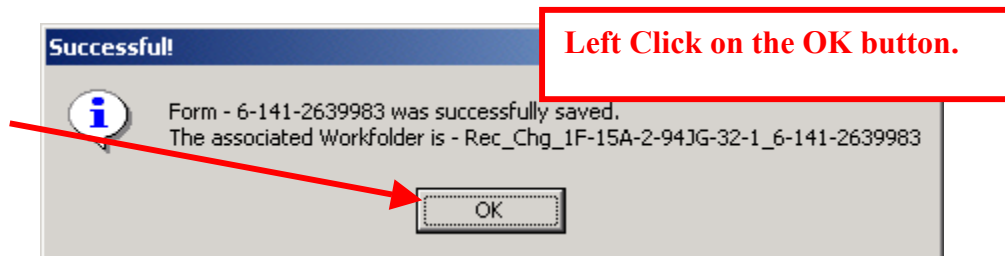 Successful!
Left Click on the OK button.
Form - 6-141-2639983 was successfully saved.
The associated Workfolder is - Rec_Chg_1F-15A-2-94JG-32-1_6-141-2639983
OK